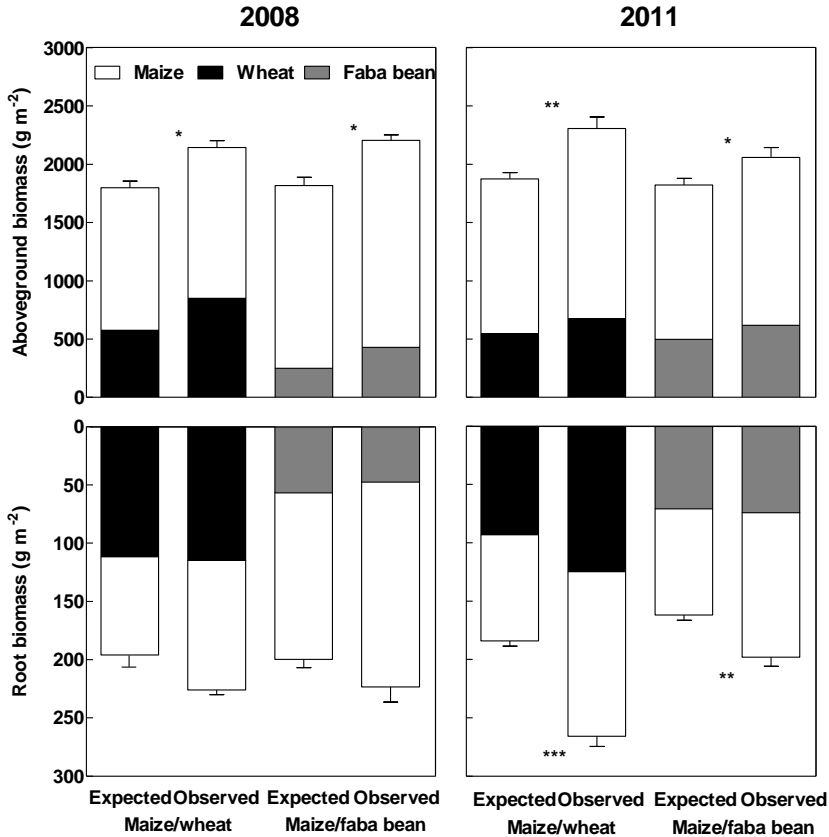 2008 2011
3000
2500
2000
1500
1000
500
0
Aboveground biomass (g m-2)
Maize Wheat Faba bean
* * ** *
0
50
100
150
200
250
300
Root biomass (g m-2)
**
***
Expected Observed Expected Observed Expected Observed Expected Observed
Maize/wheat Maize/faba bean Maize/wheat Maize/faba bean